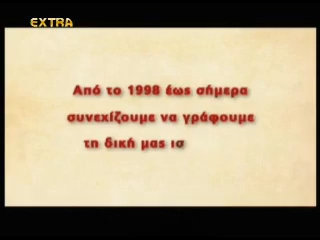 EXTRA
Από το 1998 έως σήμερα
συνεχίζουμε να γράφουμε
τη δική μας ισ